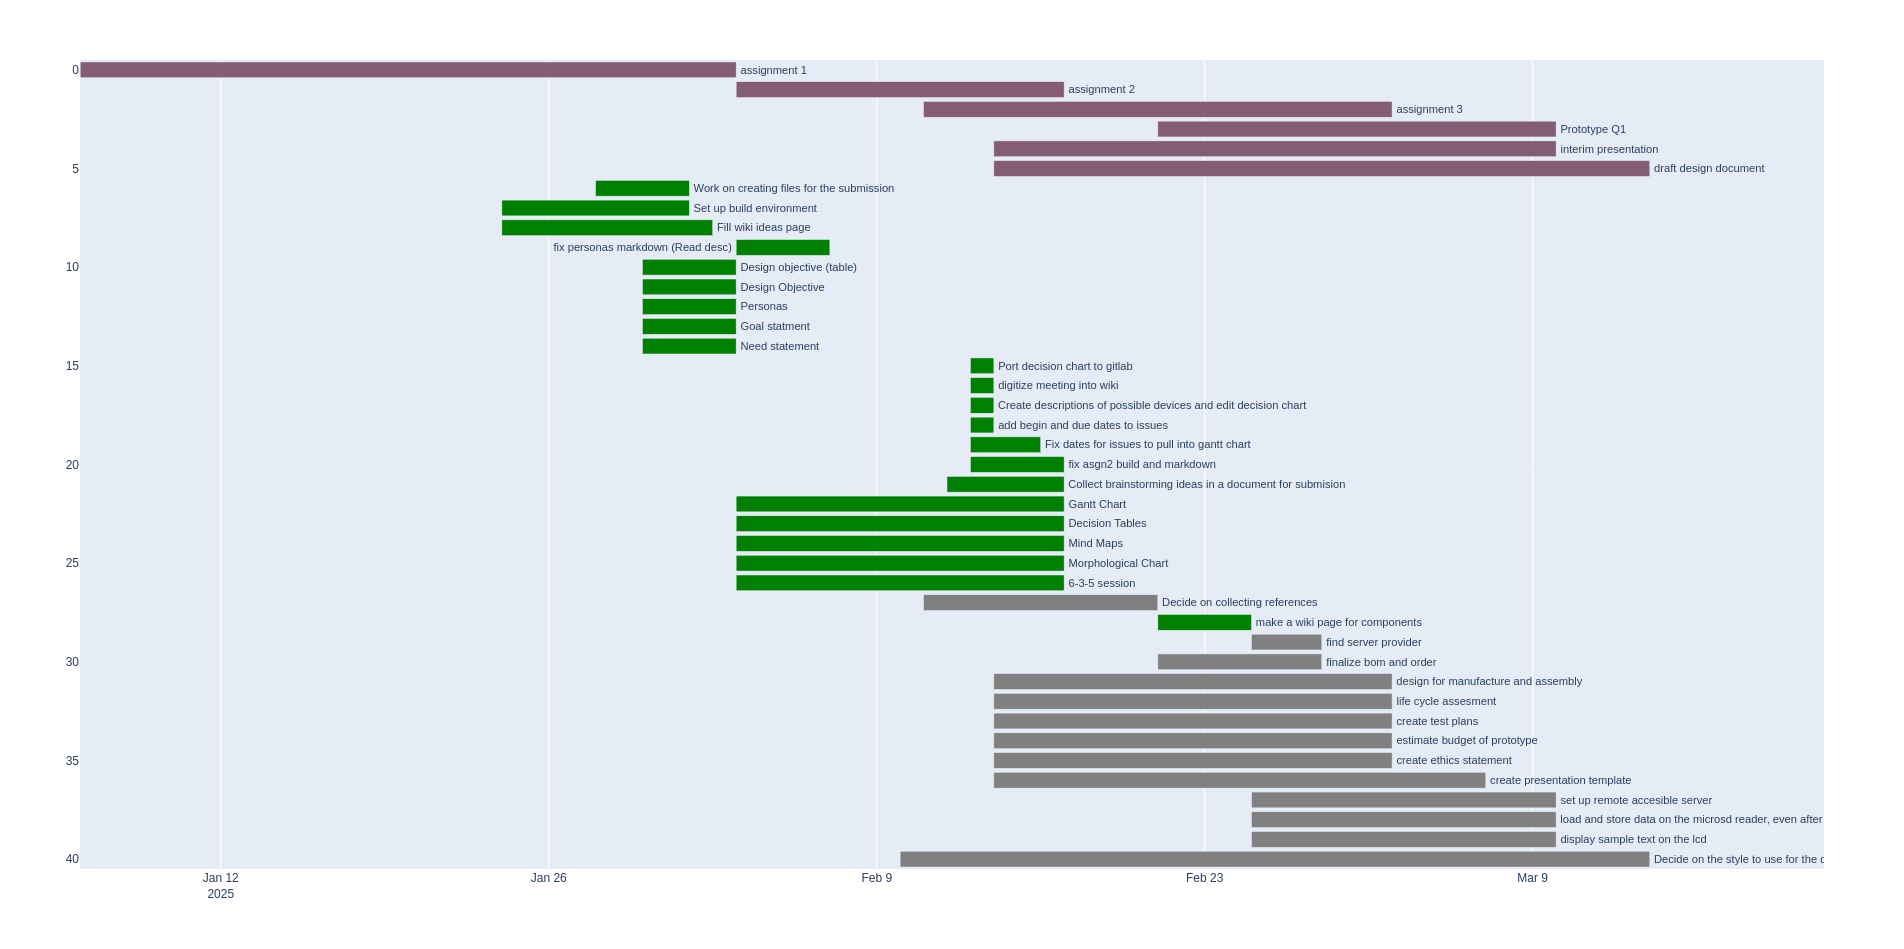 0
assignment 1
assignment 2
assignment 3
Prototype Q1
interim presentation
5
draft design document
Work on creating files for the submission
Set up build environment
Fill wiki ideas page
fix personas markdown (Read desc)
10
Design objective (table)
Design Objective
Personas
Goal statment
Need statement
15
Port decision chart to gitlab
digitize meeting into wiki
Create descriptions of possible devices and edit decision chart
add begin and due dates to issues
Fix dates for issues to pull into gantt chart
20
fix asgn2 build and markdown
Collect brainstorming ideas in a document for submision
Gantt Chart
Decision Tables
Mind Maps
25
Morphological Chart
6-3-5 session
Decide on collecting references
make a wiki page for components
find server provider
30
finalize bom and order
design for manufacture and assembly
life cycle assesment
create test plans
estimate budget of prototype
35
create ethics statement
create presentation template
set up remote accesible server
load and store data on the microsd reader, even after
display sample text on the lcd
40
Decide on the style to use for the
Jan 12
2025
Jan 26
Feb 9
Feb 23
Mar 9